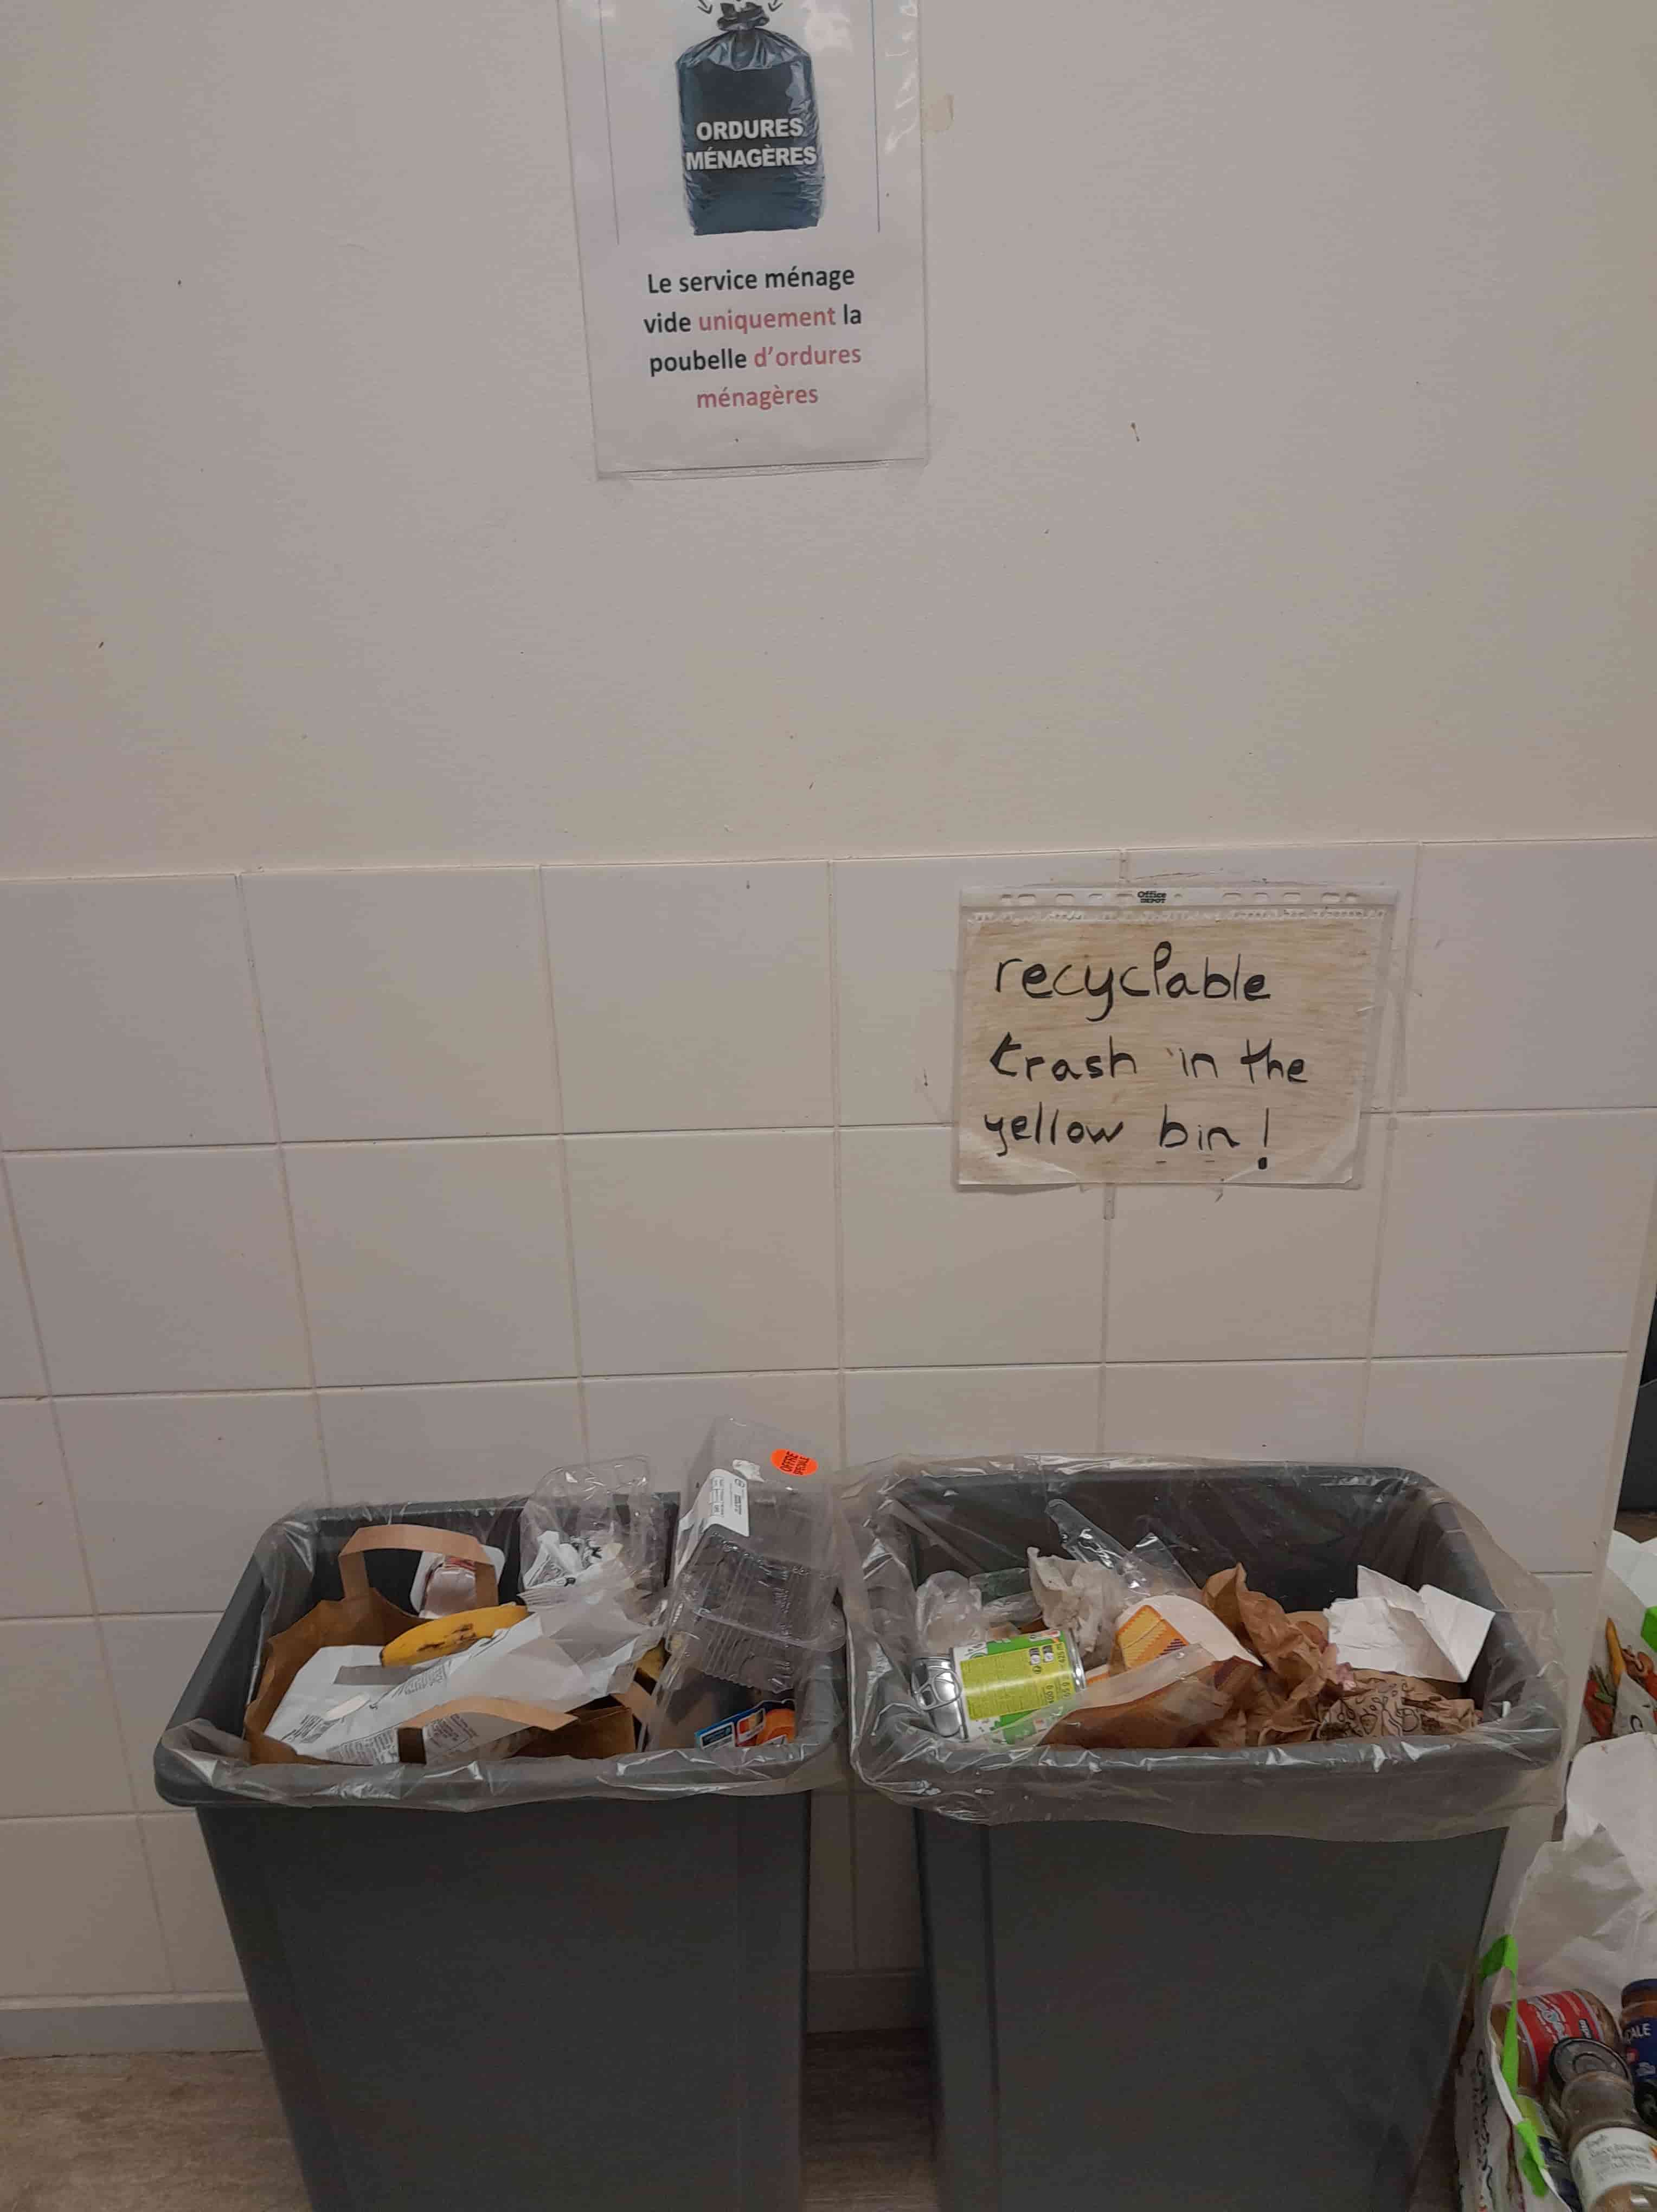 ORDURES
MÉNAGÈRES
Le service ménage
vide uniquement la
poubelle d'ordures
ménagères
Office
DEPOT
recyclable
trash in the
yellow bin!
OFFRE